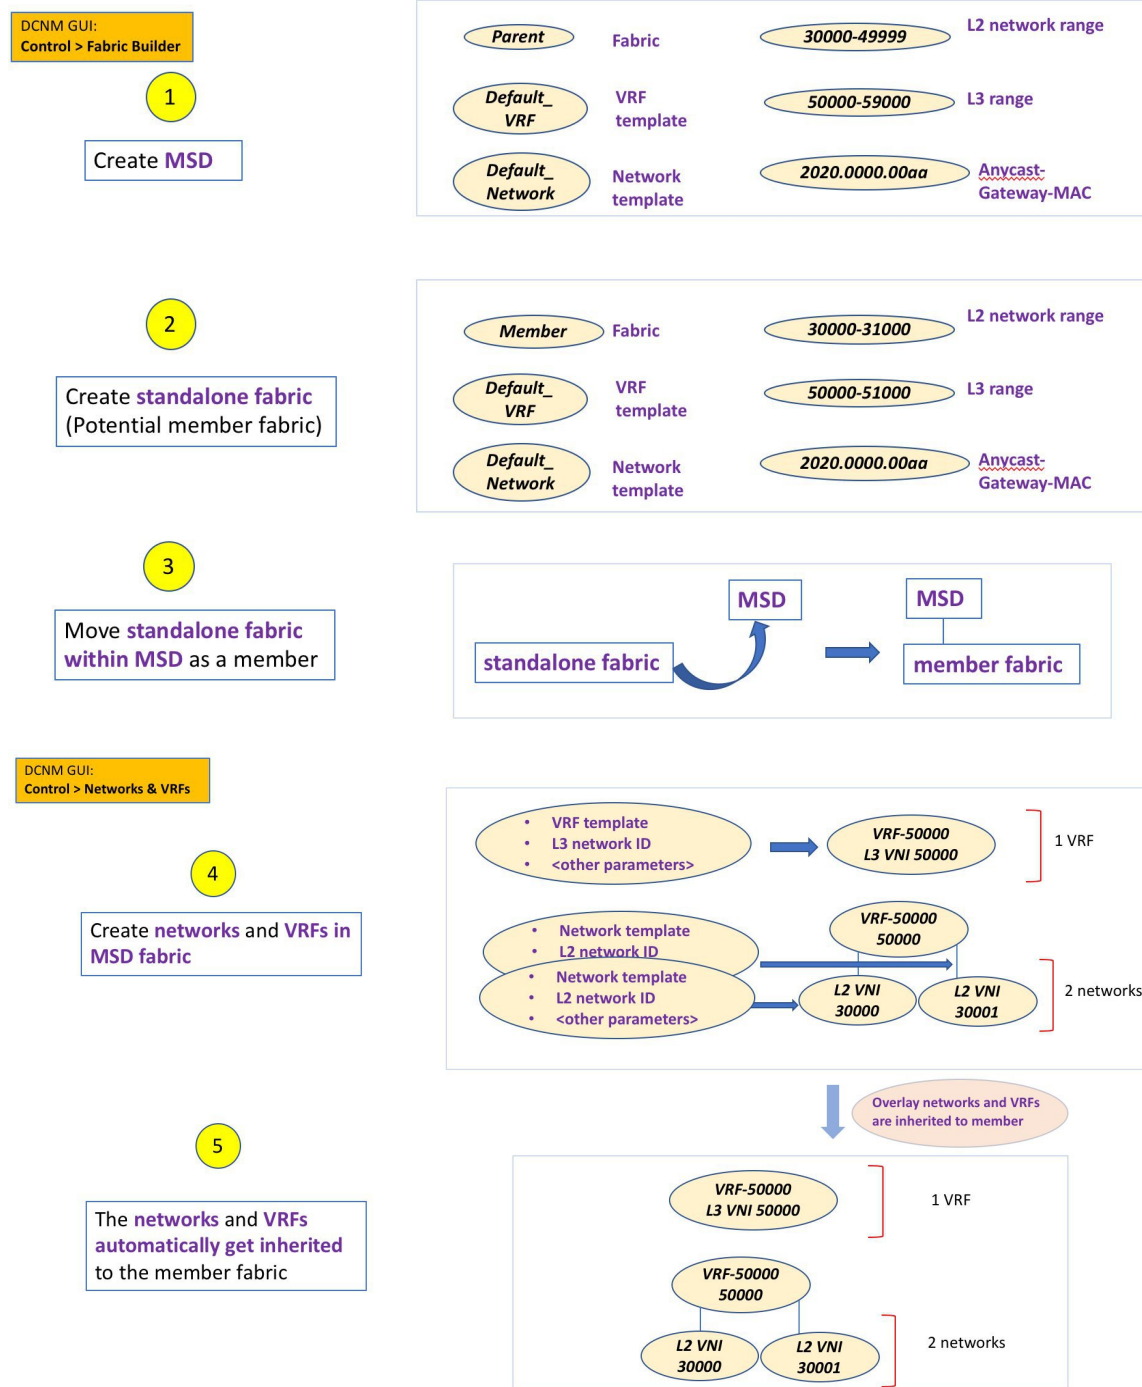 DCNM GUI:
Control > Fabric Builder
1
Create MSD
Parent
Fabric
30000-49999
L2 network range
Default_
VRF
VRF
template
50000-59000
L3 range
Default_
Network
Network
template
2020.0000.00aa
Anycast-
Gateway-MAC
2
Create standalone fabric
(Potential member fabric)
Member
Fabric
30000-31000
L2 network range
Default_
VRF
VRF
template
50000-51000
L3 range
Default_
Network
Network
template
2020.0000.00aa
Anycast-
Gateway-MAC
3
Move standalone fabric
within MSD as a member
standalone fabric
MSD
MSD
member fabric
DCNM GUI:
Control > Networks & VRFs
4
Create networks and VRFs in
MSD fabric
• VRF template
• L3 network ID
• <other parameters>
VRF-50000
L3 VNI 50000
1 VRF
• Network template
• L2 network ID
• Network template
• L2 network ID
• <other parameters>
VRF-50000
50000
L2 VNI
30000
L2 VNI
30001
2 networks
Overlay networks and VRFs
are inherited to member
5
The networks and VRFs
automatically get inherited
to the member fabric
VRF-50000
L3 VNI 50000
1 VRF
VRF-50000
50000
L2 VNI
30000
L2 VNI
30001
2 networks